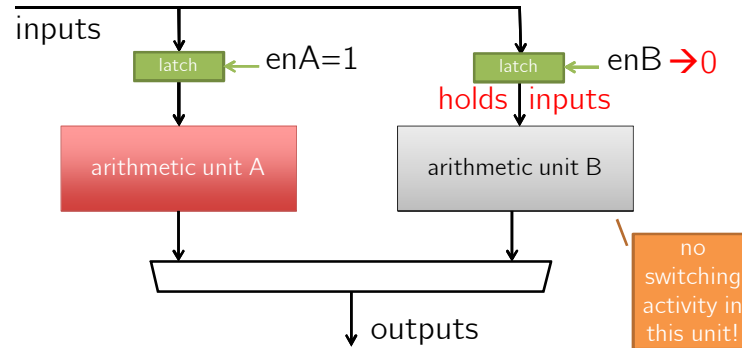 inputs
latch
enA=1
latch
enB →0
holds inputs
arithmetic unit A
arithmetic unit B
no
switching
activity in
this unit!
outputs